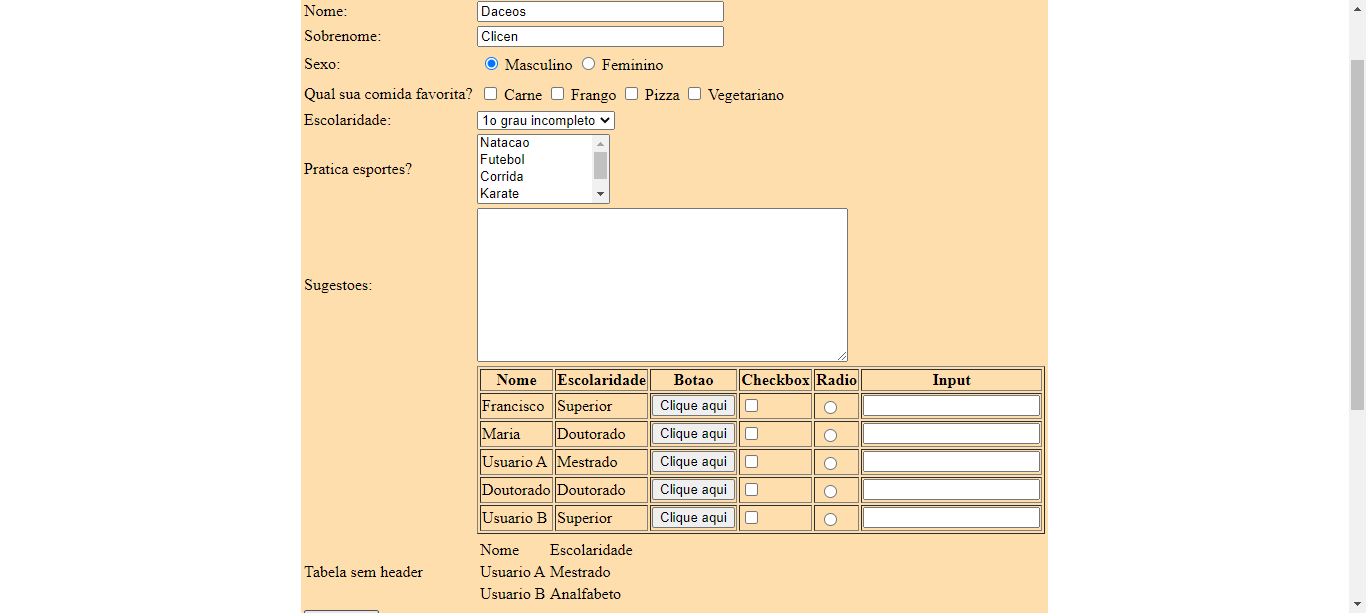 Nome: Daceos
Sobrenome: Clicen
Sexo: Masculino Feminino
Qual sua comida favorita? Carne Frango Pizza Vegetariano
Escolaridade: 1o grau incompleto
Natacao
Futebol
Pratica esportes?
Corrida
Karate
Sugestoes:
Nome Escolaridade Botao Checkbox Radio Input
Francisco Superior Clique aqui
Maria Doutorado Clique aqui
Usuario A Mestrado Clique aqui
Doutorado Doutorado Clique aqui
Usuario B Superior Clique aqui
Nome Escolaridade
Tabela sem header Usuario A Mestrado
Usuario B Analfabeto